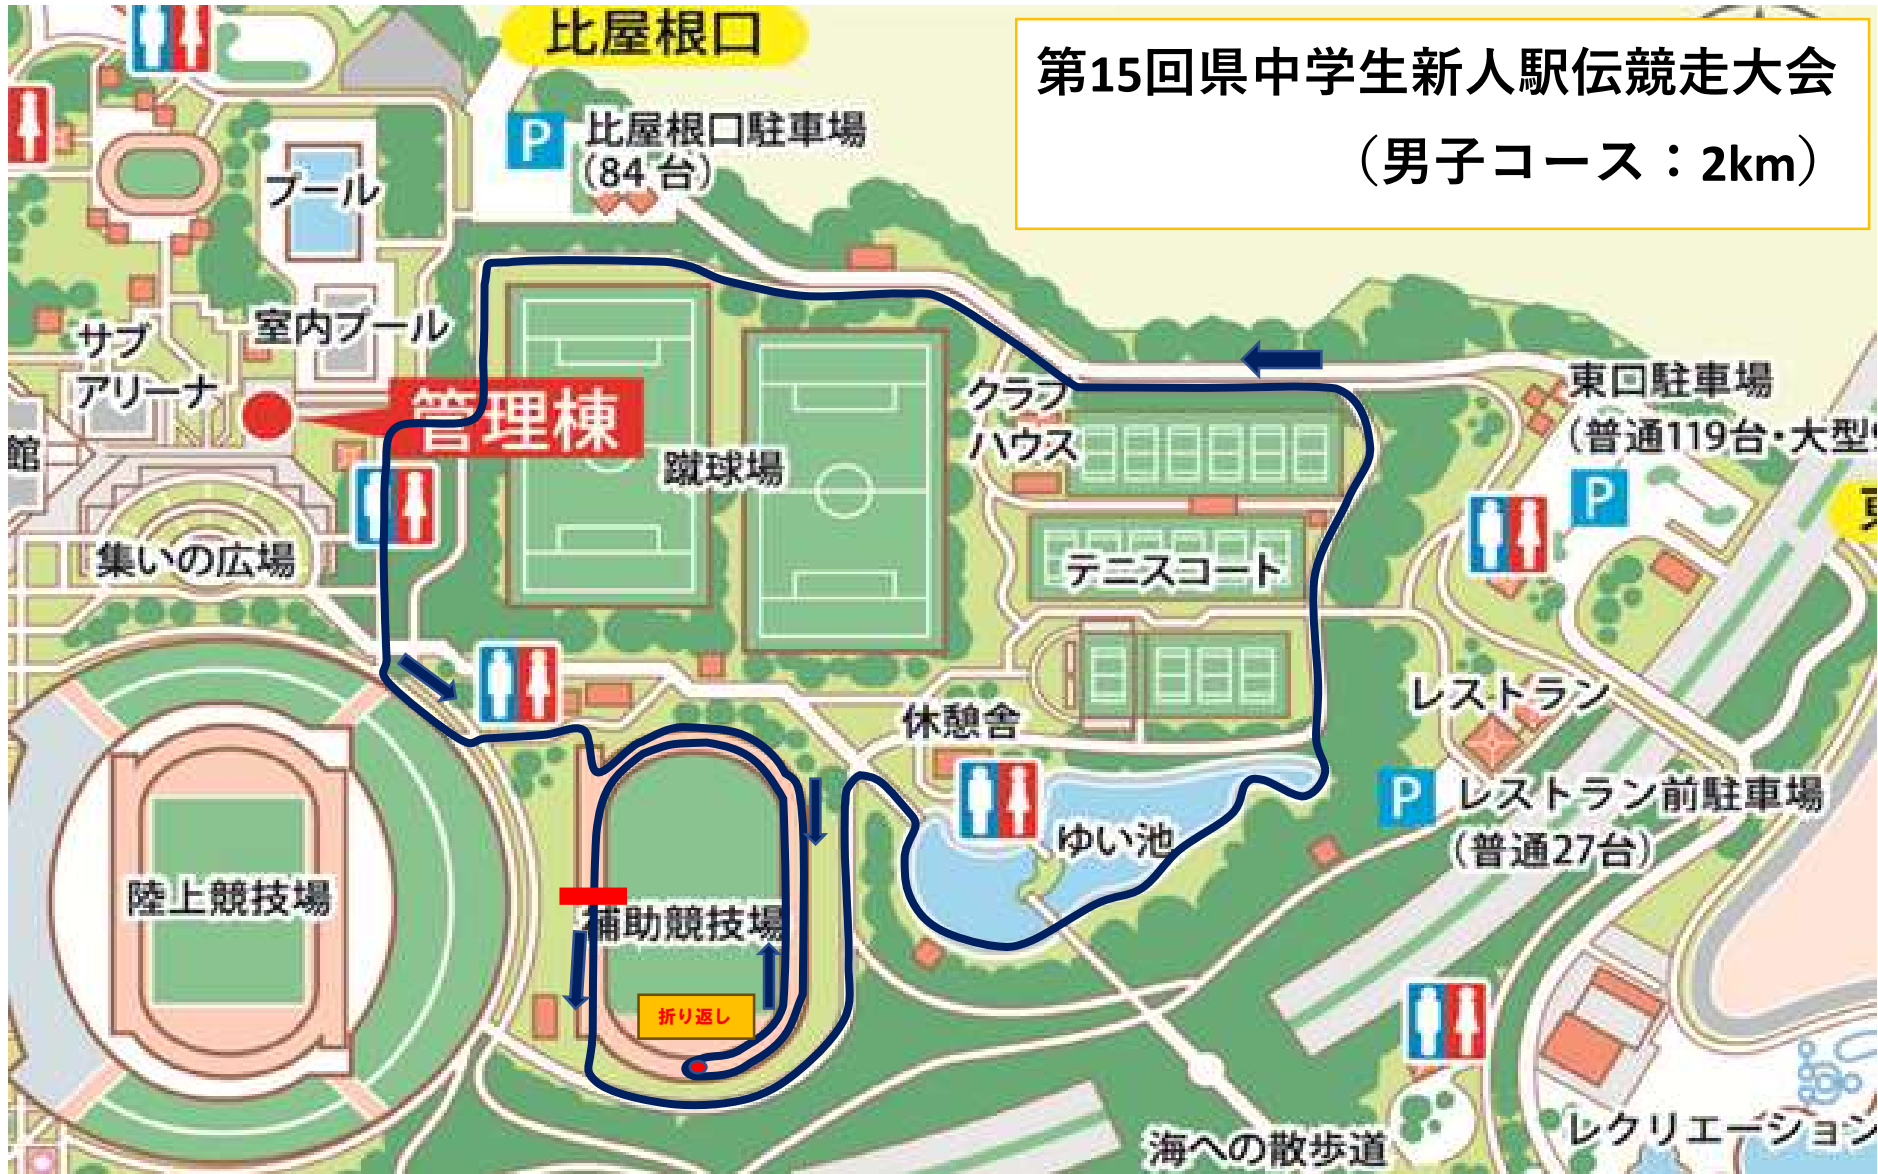 比屋根口
第15回県中学生新人駅伝競走大会
（男子コース：2km）
P
比屋根口駐車場
(84台)
プール
室内プール
サブ
アリーナ
管理棟
館
蹴球場
クラブ
ハウス
東口駐車場
(普通119台・大型
P
集いの広場
テニスコート
休憩舎
レストラン
P
レストラン前駐車場
(普通27台)
ゆい池
陸上競技場
補助競技場
折り返し
海への散歩道
レクリエーション